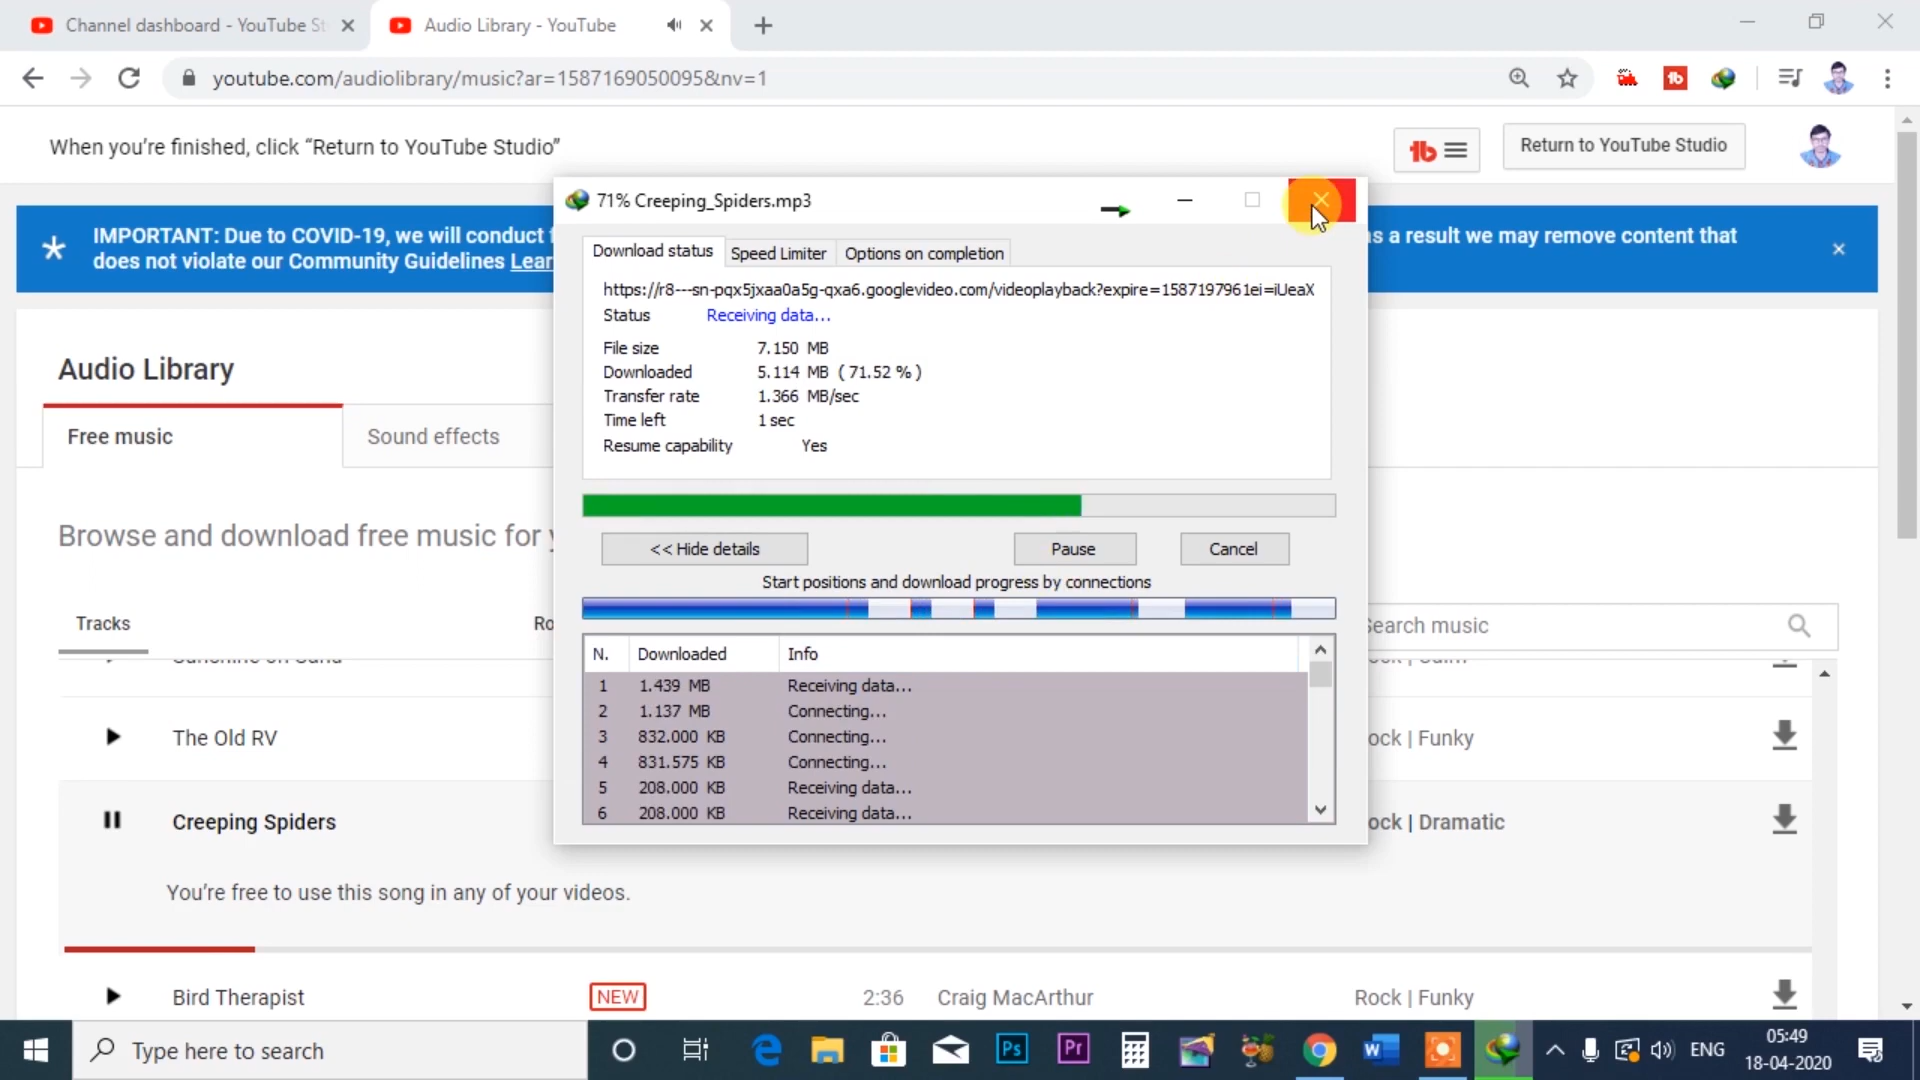 Channel dashboard - YouTube St
Audio Library - YouTube
youtube.com/audiolibrary/music?ar=1587169050095&nv=1
When you’re finished, click “Return to YouTube Studio”
Return to YouTube Studio
71% Creeping_Spiders.mp3
IMPORTANT: Due to COVID-19, we will conduct f
s a result we may remove content that
does not violate our Community Guidelines Lear
Download status
Speed Limiter
Options on completion
https://r8---sn-pqx5jxaa0a5g-qxa6.googlevideo.com/videoplayback?expire=1587197961ei=iUeaX
Status Receiving data...
File size 7.150 MB
Downloaded 5.114 MB ( 71.52 % )
Transfer rate 1.366 MB/sec
Time left 1 sec
Resume capability Yes
Audio Library
Free music
Sound effects
Browse and download free music for y
<< Hide details
Pause
Cancel
Start positions and download progress by connections
Tracks
Ro
Search music
N. Downloaded Info
1 1.439 MB Receiving data...
2 1.137 MB Connecting...
3 832.000 KB Connecting...
4 831.575 KB Connecting...
5 208.000 KB Receiving data...
6 208.000 KB Receiving data...
The Old RV
ock | Funky
Creeping Spiders
ock | Dramatic
You’re free to use this song in any of your videos.
Bird Therapist NEW 2:36 Craig MacArthur Rock | Funky
Type here to search
Ps
Pr
ENG
05:49
18-04-2020